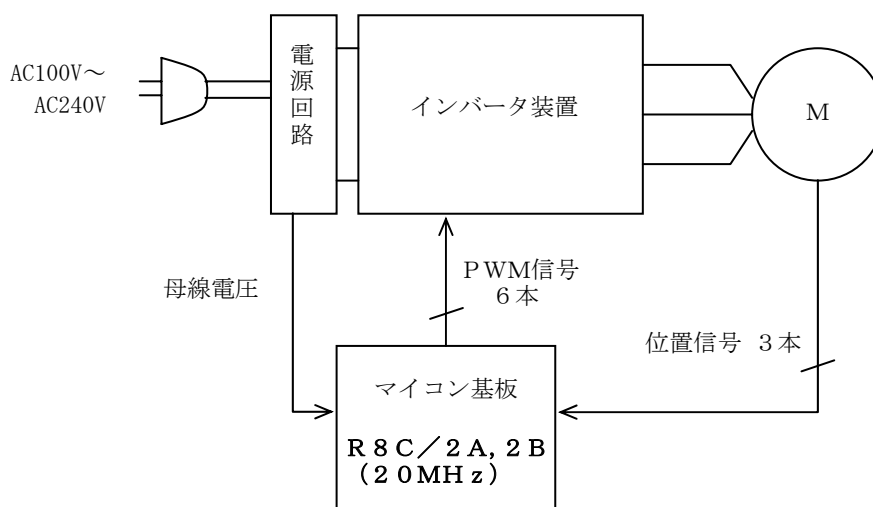 AC100V～
AC240V
電
源
回
路
インバータ装置
M
母線電圧
ＰＷＭ信号
６本
位置信号 ３本
マイコン基板
Ｒ８Ｃ／２Ａ，２Ｂ
（２０ＭＨｚ）